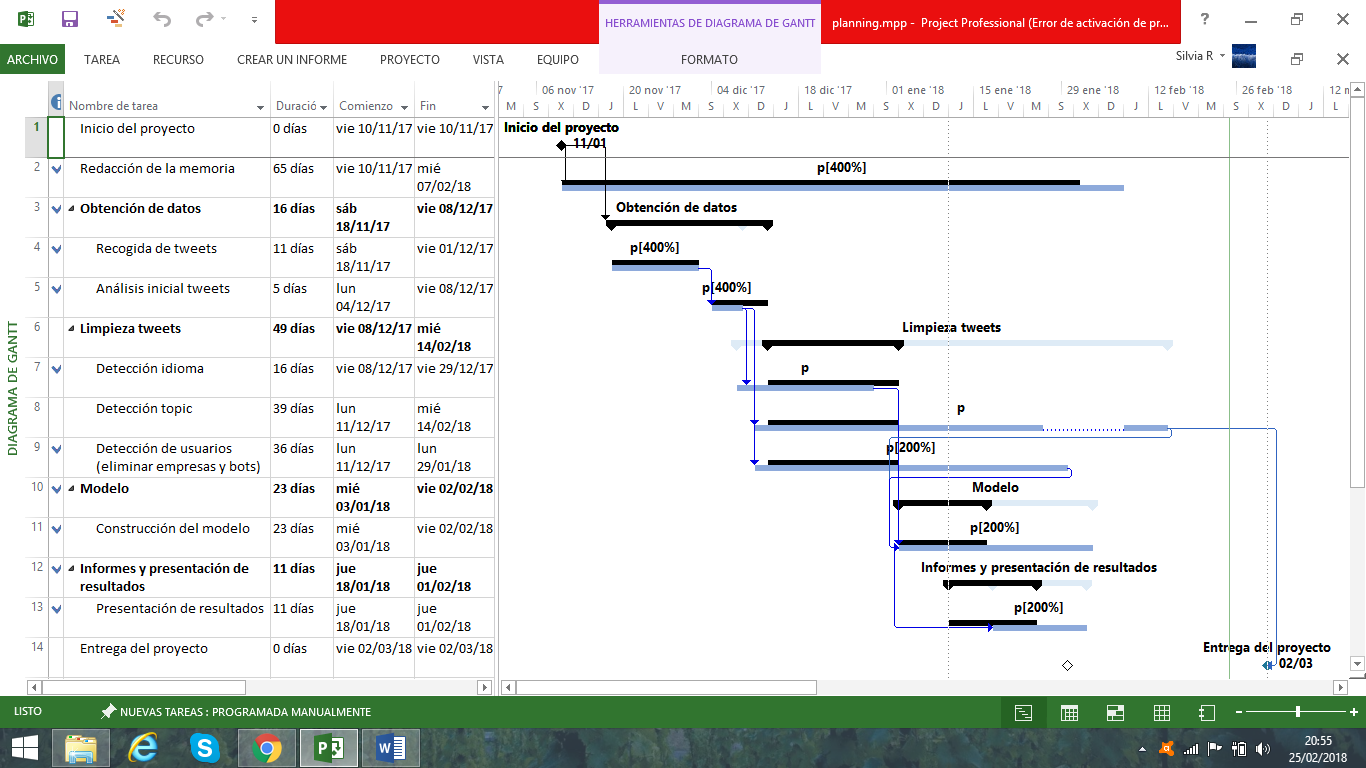 HERRAMIENTAS DE DIAGRAMA DE GANTT
planning.mpp - Project Professional (Error de activación de pr...
ARCHIVO TAREA RECURSO CREAR UN INFORME PROYECTO VISTA EQUIPO FORMATO
Silvia R
Nombre de tarea Duració Comienzo Fin
7 06 nov '17 20 nov '17 04 dic '17 18 dic '17 01 ene '18 15 ene '18 29 ene '18 12 feb '18 26 feb '18 12 m
M S X D J L V M S X D J L V M S X D J L V M S X D J L
DIAGRAMA DE GANTT
1 Inicio del proyecto 0 días vie 10/11/17 vie 10/11/17
2 Redacción de la memoria 65 días vie 10/11/17 mié
07/02/18
3 Obtención de datos 16 días sáb vie 08/12/17
18/11/17
4 Recogida de tweets 11 días sáb vie 01/12/17
18/11/17
5 Análisis inicial tweets 5 días lun vie 08/12/17
04/12/17
6 Limpieza tweets 49 días vie 08/12/17 mié
14/02/18
7 Detección idioma 16 días vie 08/12/17 vie 29/12/17
8 Detección topic 39 días lun mié
11/12/17 14/02/18
9 Detección de usuarios 36 días lun lun
(eliminar empresas y bots) 11/12/17 29/01/18
10 Modelo 23 días mié vie 02/02/18
03/01/18
11 Construcción del modelo 23 días mié vie 02/02/18
03/01/18
12 Informes y presentación de 11 días jue jue
resultados 18/01/18 01/02/18
13 Presentación de resultados 11 días jue jue
18/01/18 01/02/18
14 Entrega del proyecto 0 días vie 02/03/18 vie 02/03/18
Inicio del proyecto
11/01
p[400%]
Obtención de datos
p[400%]
p[400%]
Limpieza tweets
p
p
p[200%]
Modelo
p[200%]
Informes y presentación de resultados
p[200%]
Entrega del proyecto
02/03
LISTO NUEVAS TAREAS : PROGRAMADA MANUALMENTE
20:55
25/02/2018